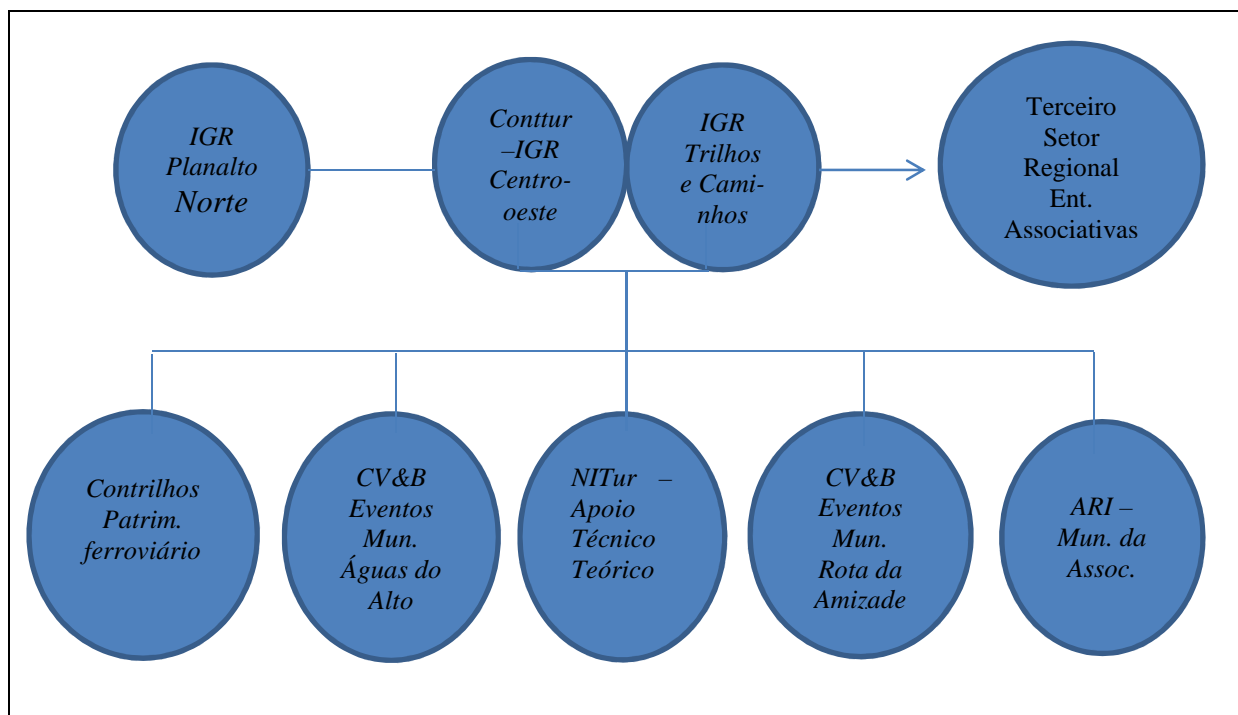 IGR
Planalto
Norte
Conttur
–IGR
Centro-
oeste
IGR
Trilhos
e Cami-
nhos
Terceiro
Setor
Regional
Ent.
Associativas
Contrilhos
Patrim.
ferroviário
CV&B
Eventos
Mun.
Águas do
Alto
NITur –
Apoio
Técnico
Teórico
CV&B
Eventos
Mun.
Rota da
Amizade
ARI –
Mun. da
Assoc.